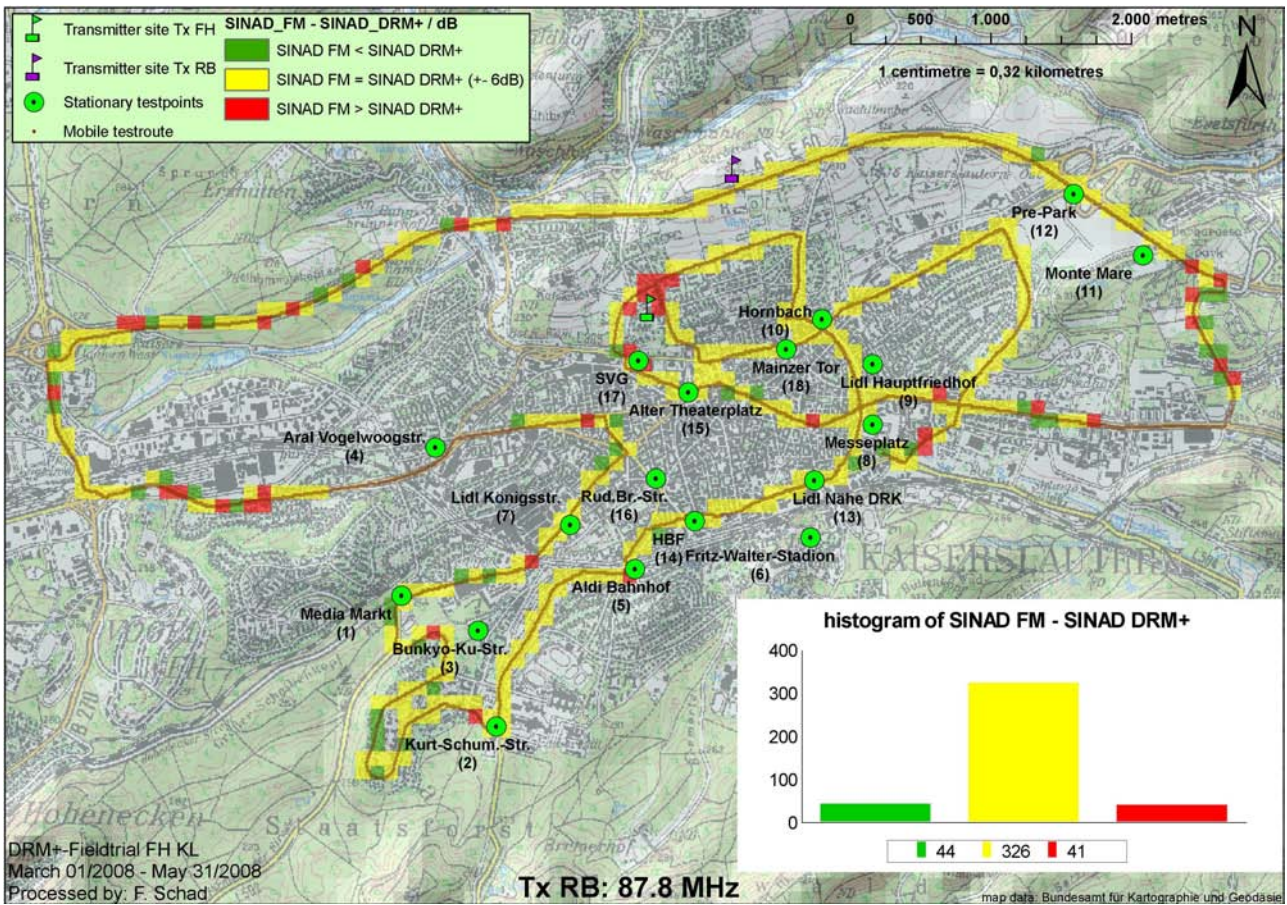 Transmitter site Tx FH
Transmitter site Tx RB
Stationary testpoints
Mobile testroute
SINAD_FM - SINAD_DRM+ / dB
SINAD FM < SINAD DRM+
SINAD FM = SINAD DRM+ (+- 6dB)
SINAD FM > SINAD DRM+
0 500 1.000 2.000 metres
1 centimetre = 0,32 kilometres
N
Pre-Park
(12)
Monte Mare
(11)
Hornbach
(10)
Mainzer Tor
(18)
Lidl Hauptfriedhof
(9)
SVG
(17)
Alter Theaterplatz
(15)
Messeplatz
(8)
Aral Vogelwoogstr.
(4)
Lidl Königsstr.
(7)
Rud.Br.-Str.
(16)
Lidl Nähe DRK
(13)
HBF
(14)
Fritz-Walter-Stadion
(6)
KAISERSLAUTERN
Aldi Bahnhof
(5)
Media Markt
(1)
Bunkyo-Ku-Str.
(3)
Kurt-Schum.-Str.
(2)
Hohenecken
Staatsforst
B 270
B 40
histogram of SINAD FM - SINAD DRM+
400
300
200
100
0
44 326 41
DRM+-Fieldtrial FH KL
March 01/2008 - May 31/2008
Processed by: F. Schad
Tx RB: 87.8 MHz
map data: Bundesamt für Kartographie und Geodäsie